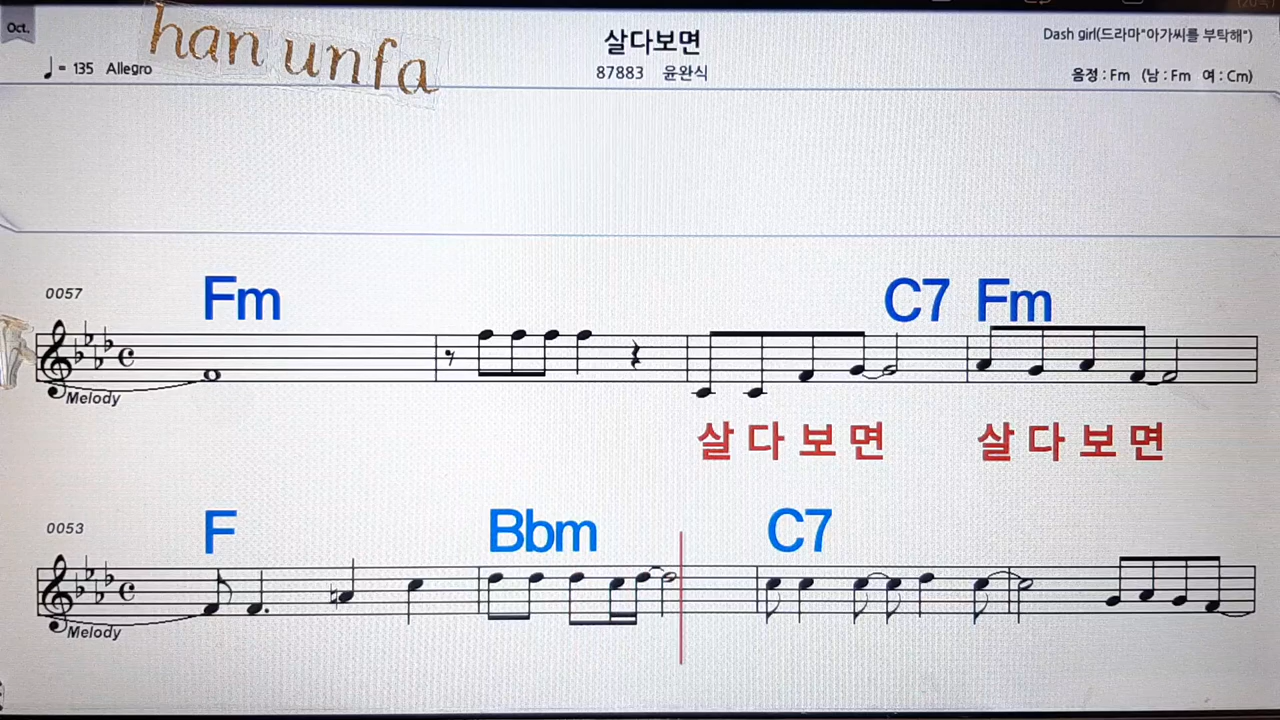 Oct.
han unfa
살다보면
Dash girl(드라마"아가씨를 부탁해")
♩= 135 Allegro
87883 윤완식
음정 : Fm (남 : Fm 여 : Cm)
0057
Fm C7 Fm
Melody
살 다 보 면 살 다 보 면
0053
F Bbm C7
Melody